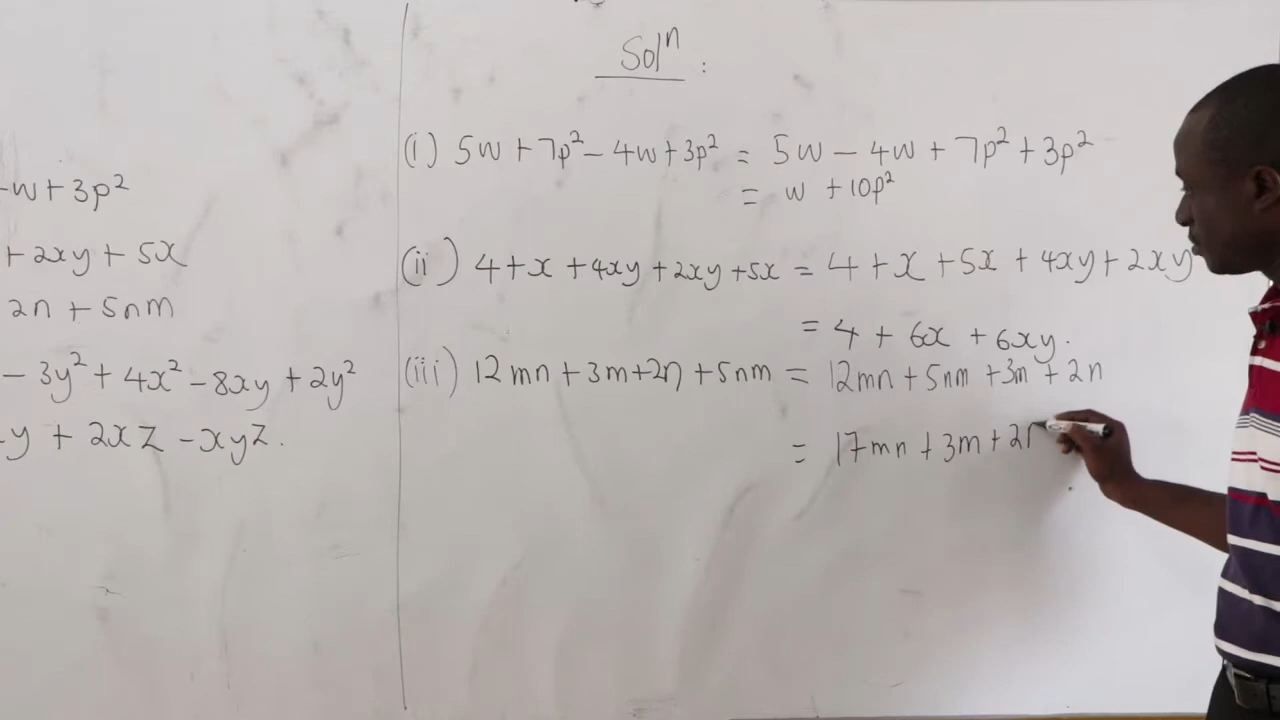 -w + 3p²
+ 2xy + 5x
2n + 5nm
- 3y² + 4x² - 8xy + 2y²
-y + 2xz - xyz.
Solⁿ :
(i) 5w + 7p² - 4w + 3p² = 5w - 4w + 7p² + 3p²
= w + 10p²
(ii) 4 + x + 4xy + 2xy + 5x = 4 + x + 5x + 4xy + 2xy
= 4 + 6x + 6xy.
(iii) 12mn + 3m + 2n + 5nm = 12mn + 5nm + 3m + 2n
= 17mn + 3m + 2n